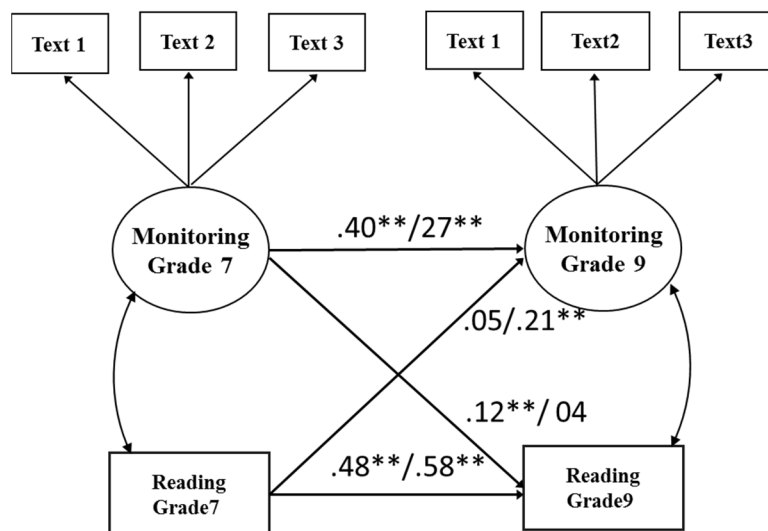 Text 1
Text 2
Text 3
Text 1
Text2
Text3
Monitoring
Grade 7
.40**/27**
Monitoring
Grade 9
.05/.21**
.12**/ 04
.48**/.58**
Reading
Grade7
Reading
Grade9